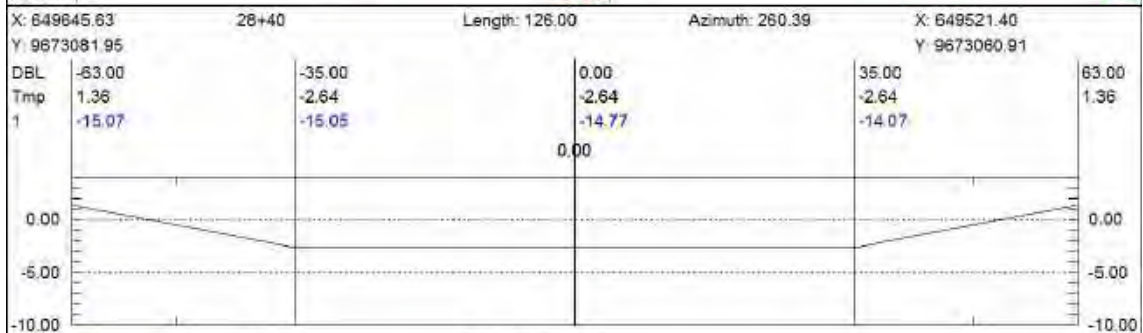 X: 649645.63 28+40 Length: 126.00 Azimuth: 260.39 X: 649521.40
Y: 9673081.95 Y: 9673060.91
DBL -63.00 -35.00 0.00 35.00 63.00
Tmp 1.36 -2.64 -2.64 -2.64 1.36
1 -15.07 -15.05 -14.77 -14.07
0.00
0.00 0.00
-5.00 -5.00
-10.00 -10.00